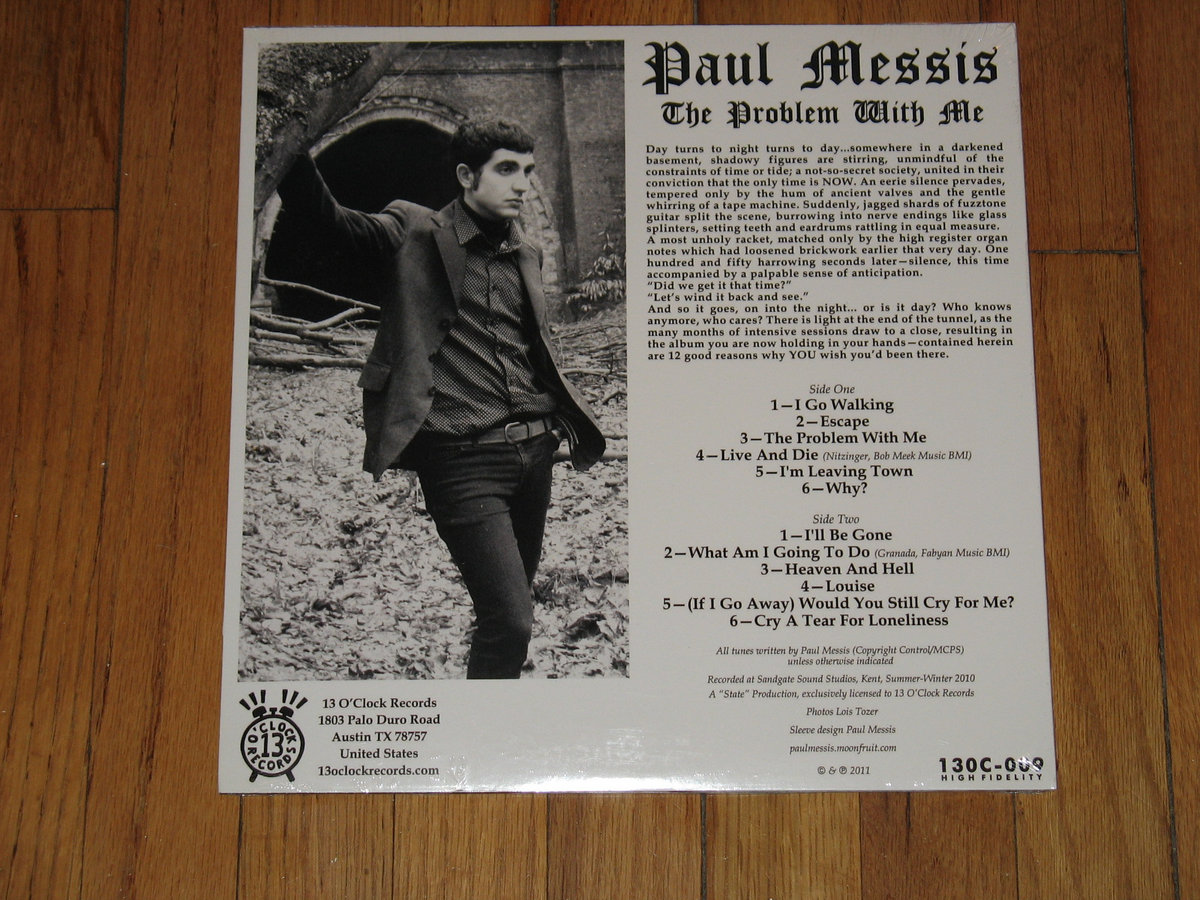 Paul Messis
The Problem With Me
Day turns to night turns to day...somewhere in a darkened
basement, shadowy figures are stirring, unmindful of the
constraints of time or tide; a not-so-secret society, united in their
conviction that the only time is NOW. An eerie silence pervades,
tempered only by the hum of ancient valves and the gentle
whirring of a tape machine. Suddenly, jagged shards of fuzztone
guitar split the scene, burrowing into nerve endings like glass
splinters, setting teeth and eardrums rattling in equal measure.
A most unholy racket, matched only by the high register organ
notes which had loosened brickwork earlier that very day. One
hundred and fifty harrowing seconds later—silence, this time
accompanied by a palpable sense of anticipation.
“Did we get it that time?”
“Let’s wind it back and see.”
And so it goes, on into the night... or is it day? Who knows
anymore, who cares? There is light at the end of the tunnel, as the
many months of intensive sessions draw to a close, resulting in
the album you are now holding in your hands—contained herein
are 12 good reasons why YOU wish you’d been there.
Side One
1—I Go Walking
2—Escape
3—The Problem With Me
4—Live And Die (Nitzinger, Bob Meek Music BMI)
5—I'm Leaving Town
6—Why?
Side Two
1—I'll Be Gone
2—What Am I Going To Do (Granada, Fabyan Music BMI)
3—Heaven And Hell
4—Louise
5—(If I Go Away) Would You Still Cry For Me?
6—Cry A Tear For Loneliness
All tunes written by Paul Messis (Copyright Control/MCPS)
unless otherwise indicated
Recorded at Sandgate Sound Studios, Kent, Summer-Winter 2010
A “State” Production, exclusively licensed to 13 O'Clock Records
Photos Lois Tozer
Sleeve design Paul Messis
paulmessis.moonfruit.com
© & ℗ 2011
13OC-009
HIGH FIDELITY
O'CLOCK
13
RECORDS
13 O’Clock Records
1803 Palo Duro Road
Austin TX 78757
United States
13oclockrecords.com